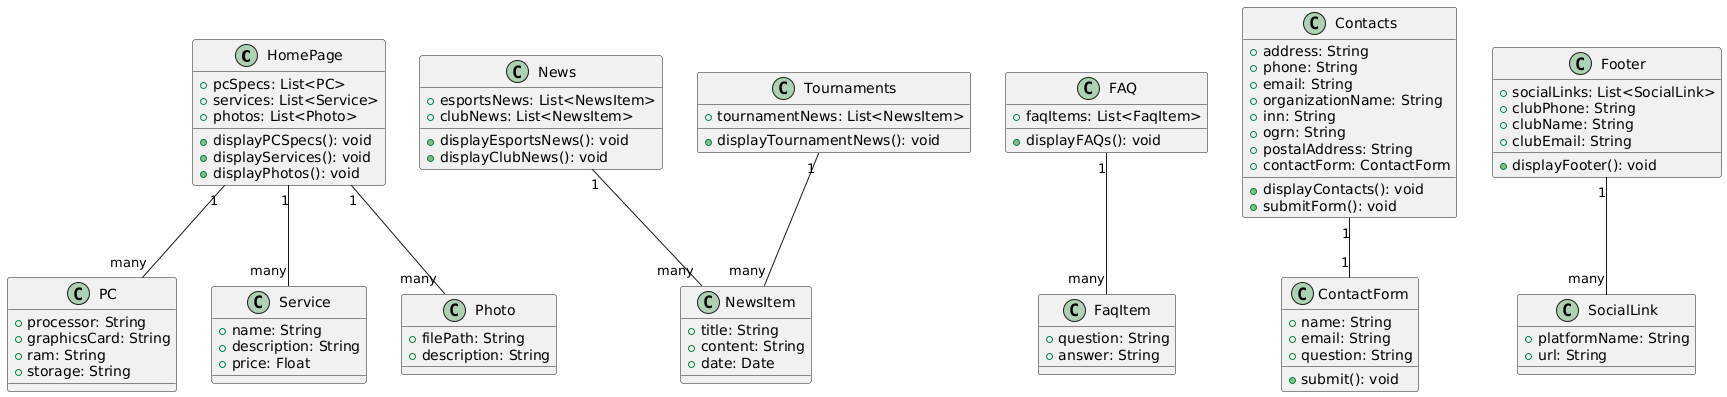 C HomePage
pcSpecs: List<PC>
services: List<Service>
photos: List<Photo>
displayPCSpecs(): void
displayServices(): void
displayPhotos(): void
C News
esportsNews: List<NewsItem>
clubNews: List<NewsItem>
displayEsportsNews(): void
displayClubNews(): void
C Tournaments
tournamentNews: List<NewsItem>
displayTournamentNews(): void
C FAQ
faqItems: List<FaqItem>
displayFAQs(): void
C Contacts
address: String
phone: String
email: String
organizationName: String
inn: String
ogrn: String
postalAddress: String
contactForm: ContactForm
displayContacts(): void
submitForm(): void
C Footer
socialLinks: List<SocialLink>
clubPhone: String
clubName: String
clubEmail: String
displayFooter(): void
1
1
1
1
1
1
1
1
many
many
many
many
many
many
1
many
C PC
processor: String
graphicsCard: String
ram: String
storage: String
C Service
name: String
description: String
price: Float
C Photo
filePath: String
description: String
C NewsItem
title: String
content: String
date: Date
C FaqItem
question: String
answer: String
C ContactForm
name: String
email: String
question: String
submit(): void
C SocialLink
platformName: String
url: String